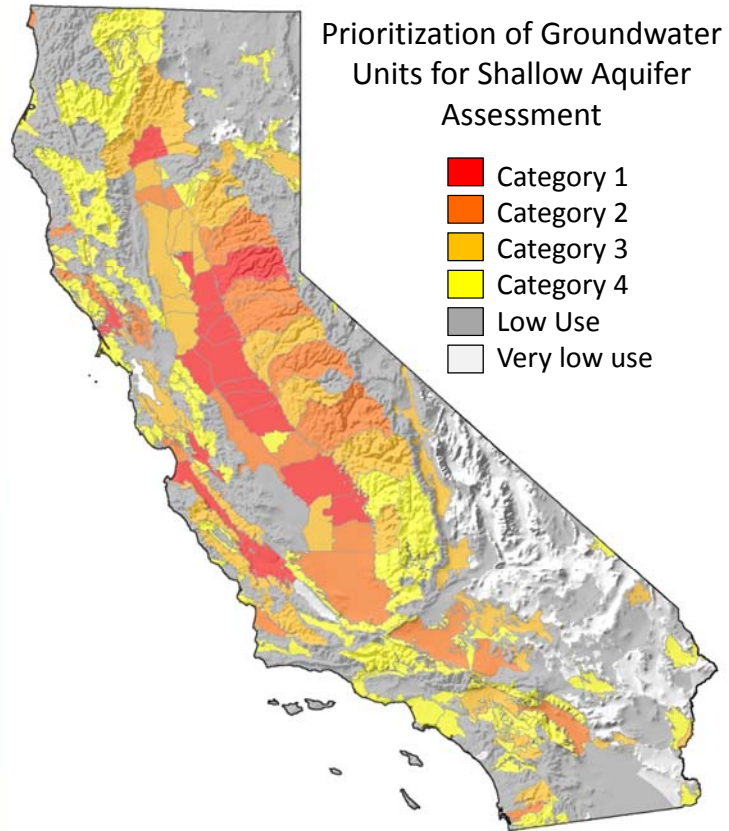 Prioritization of Groundwater
Units for Shallow Aquifer
Assessment
Category 1
Category 2
Category 3
Category 4
Low Use
Very low use